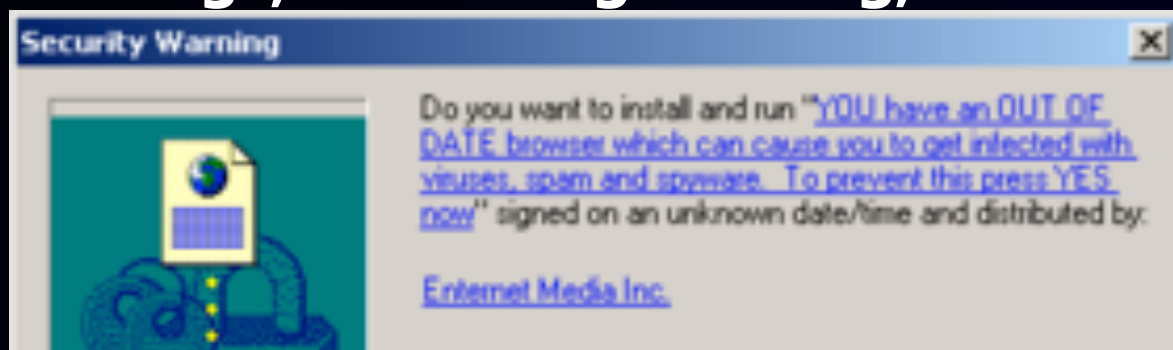 Security Warning
Do you want to install and run "YOU have an OUT OF
DATE browser which can cause you to get infected with
viruses, spam and spyware. To prevent this press YES
now" signed on an unknown date/time and distributed by:
Enternet Media Inc.